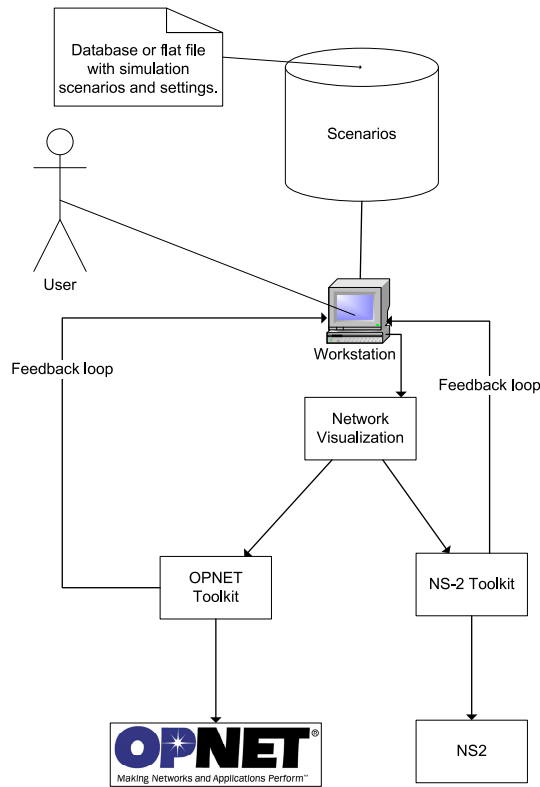 Database or flat file
with simulation
scenarios and settings.
Scenarios
User
Workstation
Feedback loop
Feedback loop
Network
Visualization
OPNET
Toolkit
NS-2 Toolkit
OPNET®
Making Networks and Applications Perform™
NS2